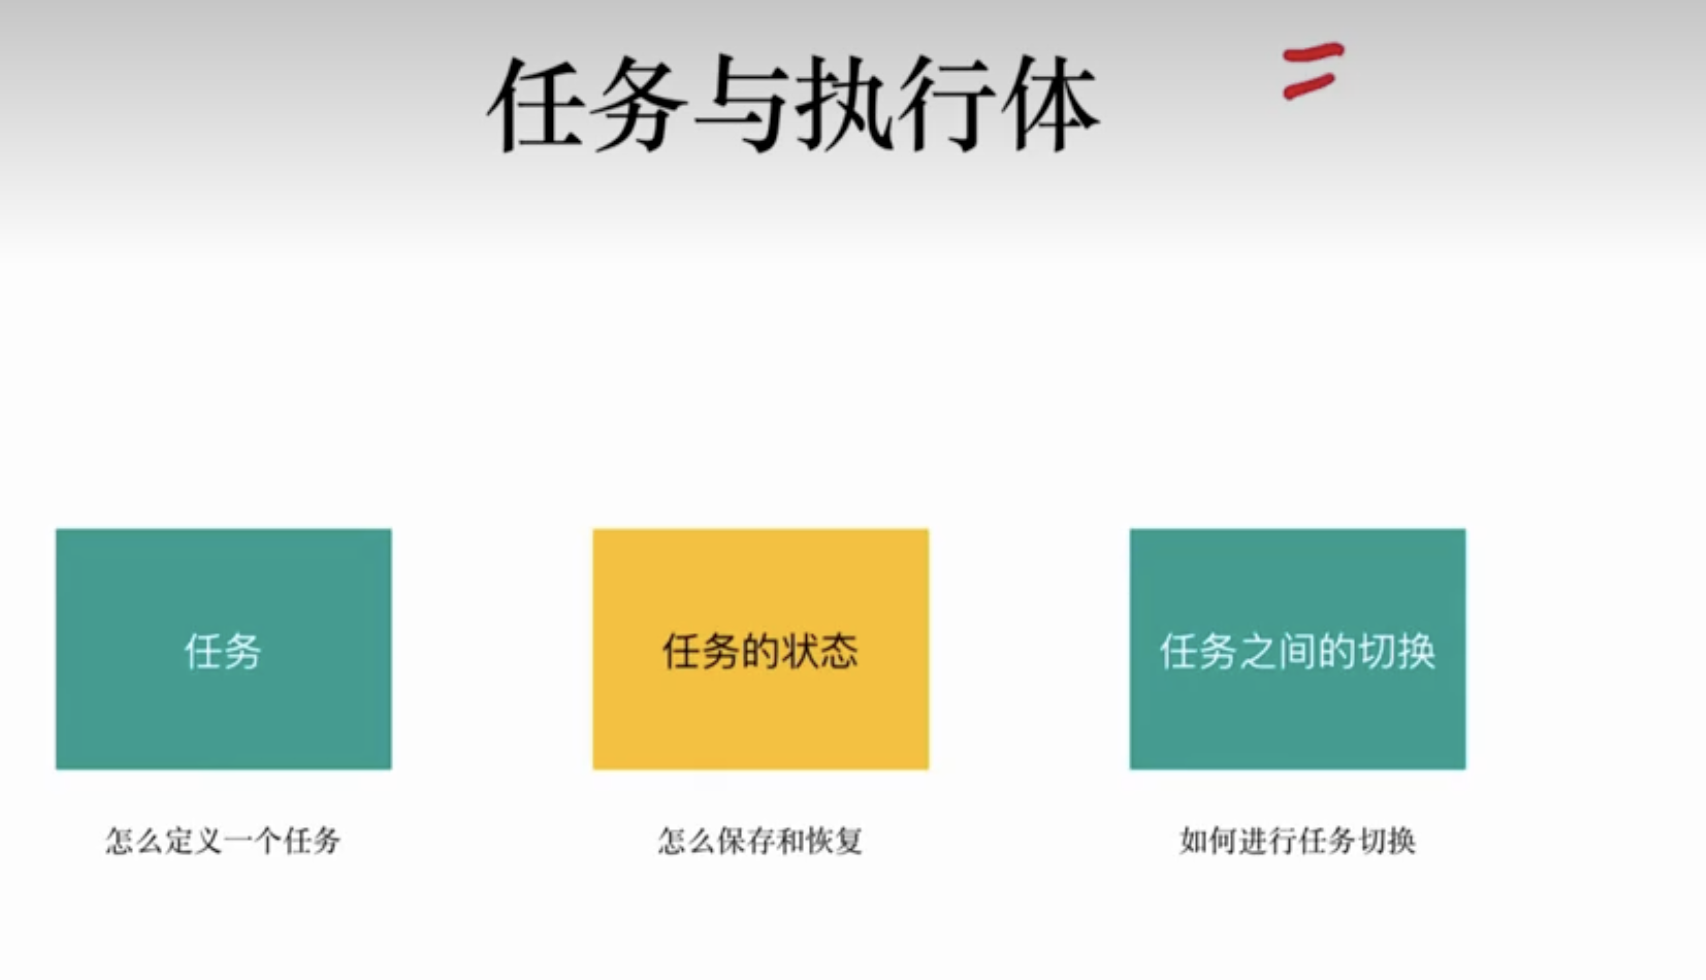 任务与执行体
任务
任务的状态
任务之间的切换
怎么定义一个任务
怎么保存和恢复
如何进行任务切换